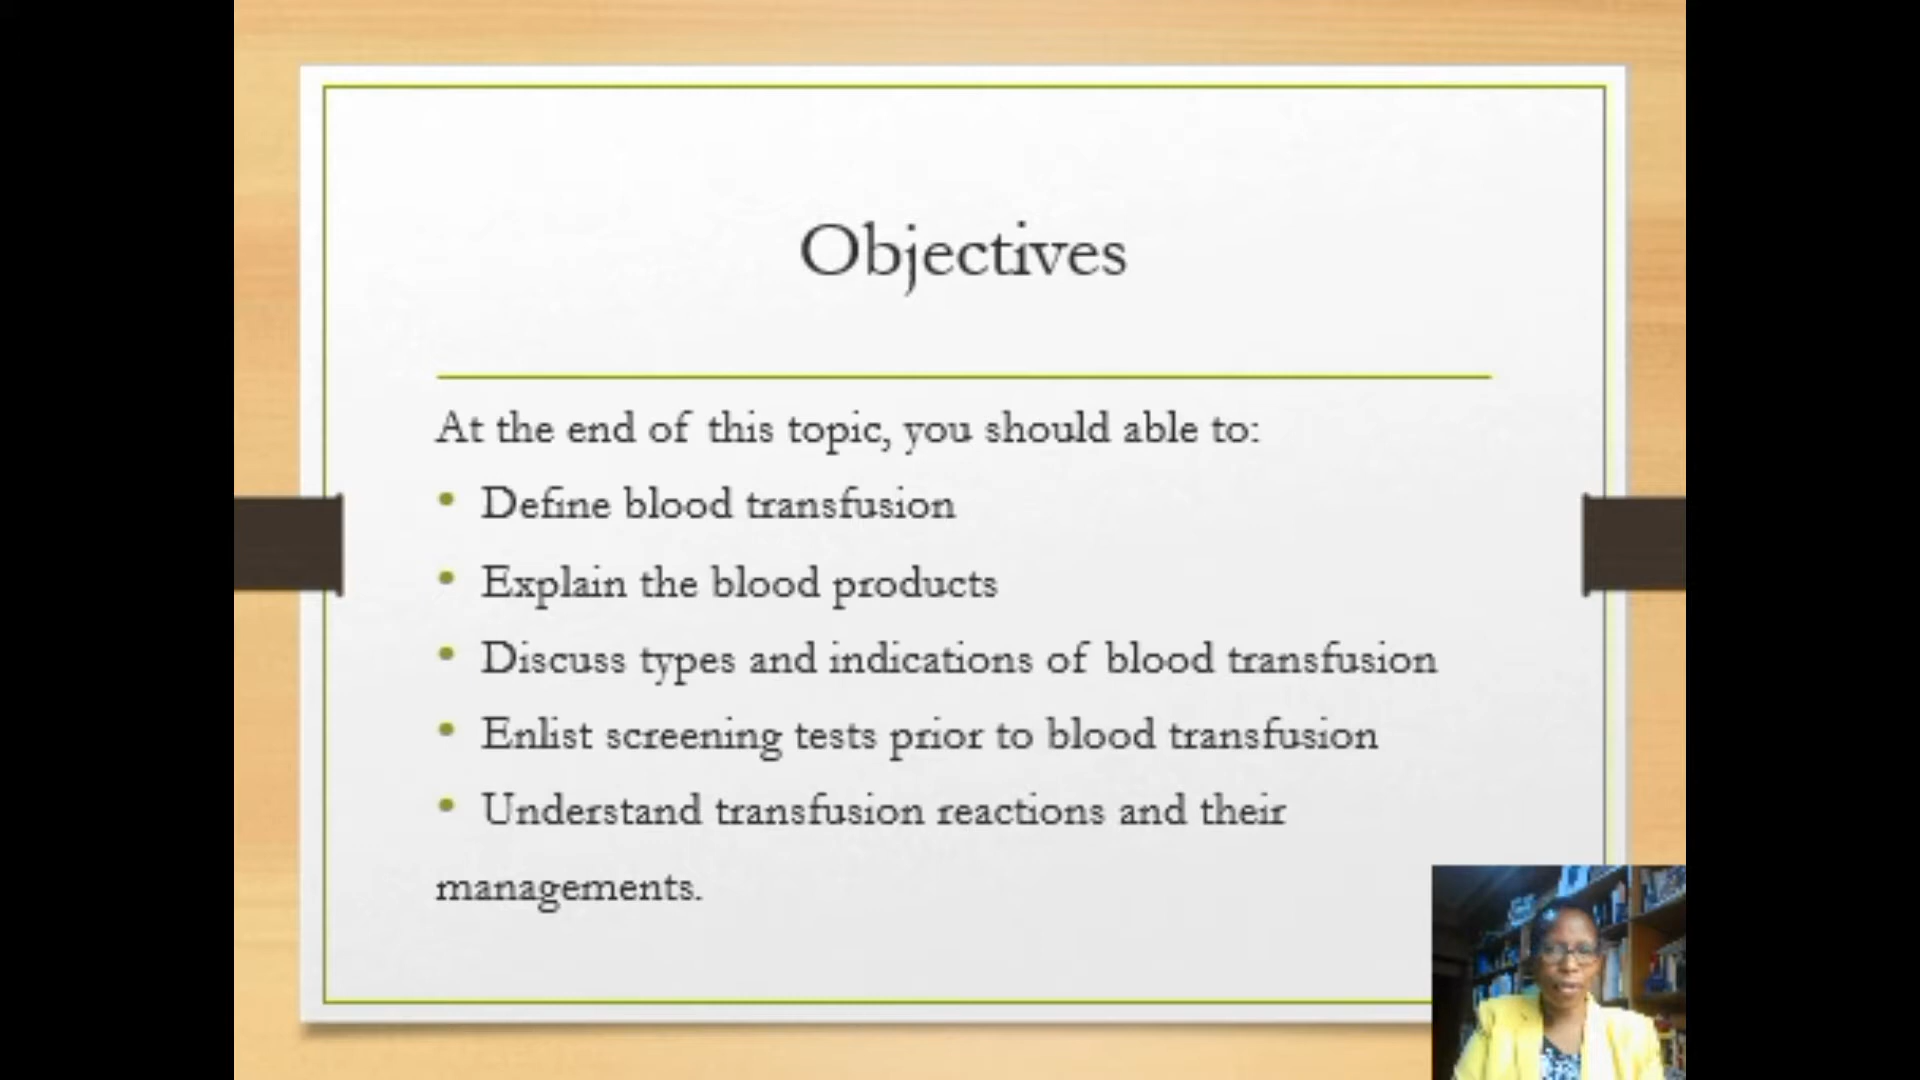 Objectives
At the end of this topic, you should able to:
• Define blood transfusion
• Explain the blood products
• Discuss types and indications of blood transfusion
• Enlist screening tests prior to blood transfusion
• Understand transfusion reactions and their
managements.